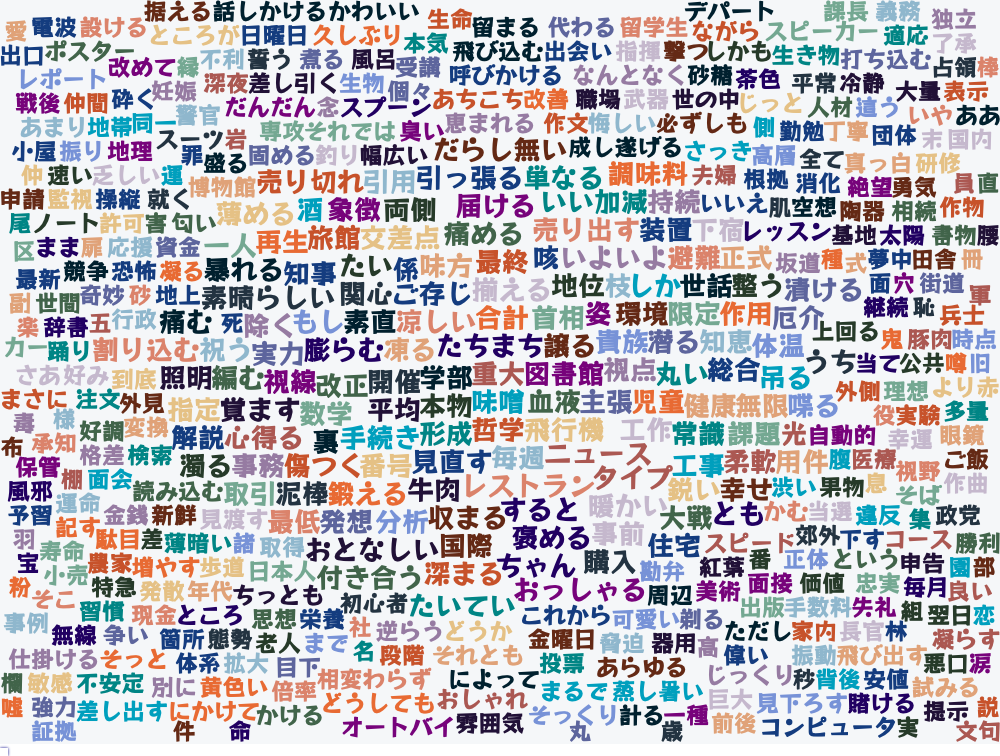 据える 話しかける かわいい 生命 留まる 代わる 留学生 デパート ながら 課長 義務 独立
愛 電波 設ける ところが 日曜日 久しぶり 本気 飛び込む 出会い 指揮 撃つ しかも スピーカー 適応 了承
出口 ポスター 改めて 縁 不利 誓う 煮る 風呂 受講 生き物 打ち込む 占領 棒
レポート 深夜 差し引く 生物 個々 呼びかける なんとなく 砂糖 茶色 平常 冷静 大量 表示
戦後 仲間 砕く 妊娠 警官 だんだん 念 スプーン あちこち 改善 職場 武器 世の中 じっと 人材 違う いや ああ
あまり 地帯 同一 スーツ 岩 専攻 それでは 臭い 恵まれる 作文 悔しい 必ずしも 側 勤勉 丁寧 団体 末 国内
小屋 振り 地理 罪 盛る 固める 釣り 幅広い だらし無い 成し遂げる さっき 高層 全て 真っ白 研修
仲 速い 乏しい 運 博物館 売り切れ 引用 引っ張る 単なる 調味料 夫婦 根拠 消化 絶望 勇気 員 直
申請 監視 操縦 就く 薄める 酒 象徴 両側 届ける いい加減 持続 いいえ 肌 空想 陶器 相続 作物
尾 ノート 許可 害 匂い 交差点 痛める 売り出す 装置 下宿 レッスン 基地 太陽 書物 腰
区 まま 扉 応援 資金 一人 再生 旅館 味方 最終 咳 いよいよ 避難 正式 坂道 種 式 夢中 田舎 冊
最新 競争 恐怖 凝る 暴れる 知事 たい 係 揃える 地位 枝 しか 世話 整う 漬ける 面 穴 街道 軍
副 世間 奇妙 砂 地上 素晴らしい 関心 ご存じ 首相 姿 環境 限定 作用 厄介 継続 恥 兵士
楽 辞書 五 行政 痛む 死 除く もし 素直 涼しい 合計 貴族 潜る 知恵 体温 上回る 鬼 豚肉 時点
カー 踊り 割り込む 祝う 実力 膨らむ 凍る たちまち 譲る うち 当て 公共 噂 旧
さあ 好み 到底 照明 編む 視線 改正 開催 学部 重大 図書館 視点 丸い 総合 吊る 外側 理想 より 赤
まさに 注文 外見 指定 覚ます 数学 平均 本物 味噌 血液 主張 児童 健康 無限 喋る 役 実験 多量
毒 様 好調 変換 解説 心得る 裏 手続き 形成 哲学 飛行機 工作 常識 課題 光 自動的 幸運 眼鏡
布 承知 格差 検索 濁る 事務 傷つく 番号 見直す 毎週 ニュース 工事 柔軟 用件 腹 医療 視野 ご飯
保管 棚 面会 読み込む 取引 泥棒 鍛える 牛肉 レストラン タイプ 鋭い 幸せ 渋い 果物 息 そば 作曲
風邪 運命 金銭 新鮮 見渡す 最低 発想 分析 収まる すると 暖かい 大戦 とも かむ 当選 違反 集 政党
予習 記す 駄目 差 薄暗い 諸 取得 おとなしい 国際 褒める 事前 住宅 スピード 郊外 下す コース 勝利
羽 寿命 農家 増やす 歩道 日本人 付き合う 深まる ちゃん 購入 勘弁 紅葉 番 正体 という 申告 園 部
宝 小売 特急 発散 年代 ちっとも 初心者 たいてい おっしゃる 周辺 美術 面接 価値 忠実 毎月 良い
粉 そこ 習慣 現金 ところ 思想 栄養 これから 可愛い 剃る 出版 手数料 失礼 組 翌日 恋
事例 無線 争い 箇所 態勢 老人 まで 社 逆らう どうか 金曜日 脅迫 器用 高 ただし 家内 長官 林 凝らす
仕掛ける そっと 体系 拡大 目下 名 段階 それとも 投票 あらゆる 偉い 振動 飛び出す 悪口 涙
欄 敏感 不安定 別に 黄色い 倍率 相変わらず によって まるで 蒸し暑い じっくり 秒 背後 安値 試みる
嘘 強力 差し出す にかけて かける どうしても おしゃれ そっくり 計る 一種 巨大 見下ろす 賭ける 提示 説
証拠 件 命 オートバイ 雰囲気 丸 歳 前後 コンピュータ 実 文句